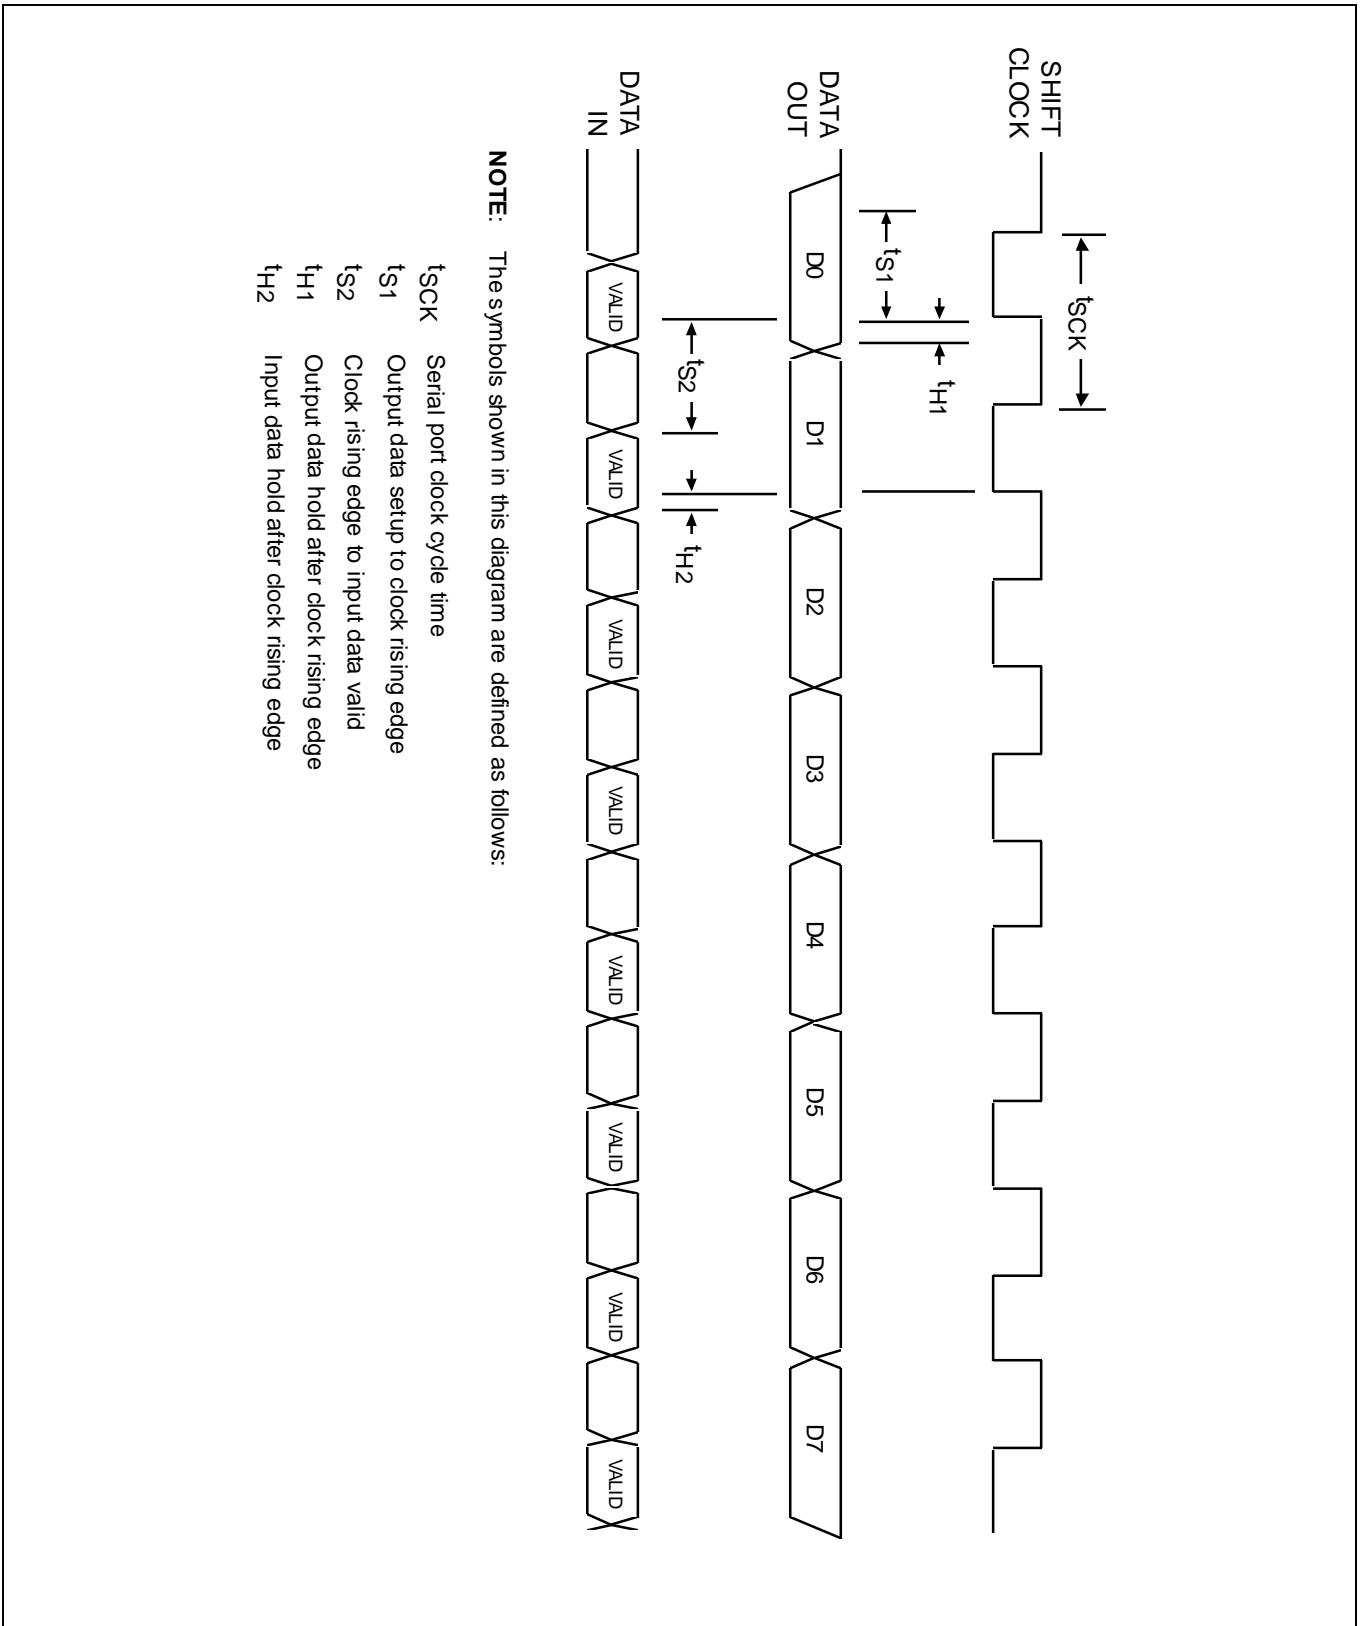 SHIFT
CLOCK
tSCK
tS1
tH1
DATA
OUT
D0 D1 D2 D3 D4 D5 D6 D7
tS2
tH2
DATA
IN
VALID VALID VALID VALID VALID VALID VALID VALID
NOTE: The symbols shown in this diagram are defined as follows:
tSCK Serial port clock cycle time
tS1 Output data setup to clock rising edge
tS2 Clock rising edge to input data valid
tH1 Output data hold after clock rising edge
tH2 Input data hold after clock rising edge